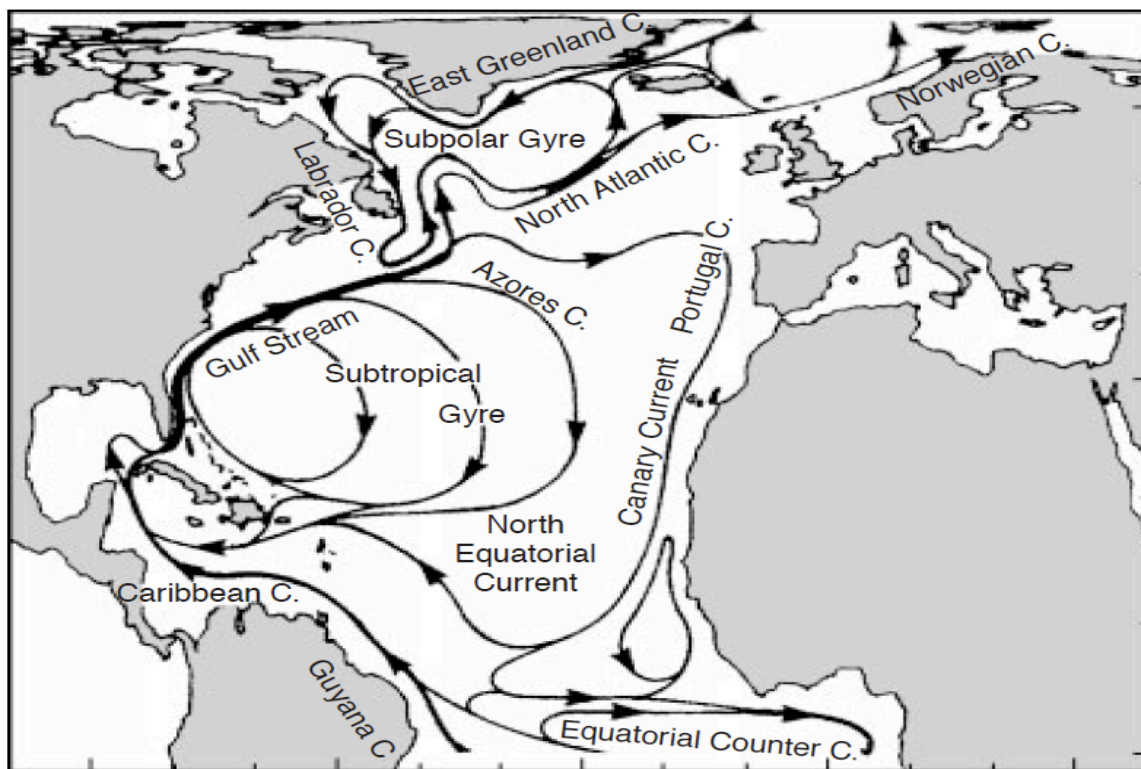 East Greenland C.
Norwegian C.
Subpolar Gyre
Labrador C.
North Atlantic C.
Portugal C.
Azores C.
Gulf Stream
Subtropical
Gyre
Canary Current
North
Equatorial
Current
Caribbean C.
Guyana C
Equatorial Counter C.